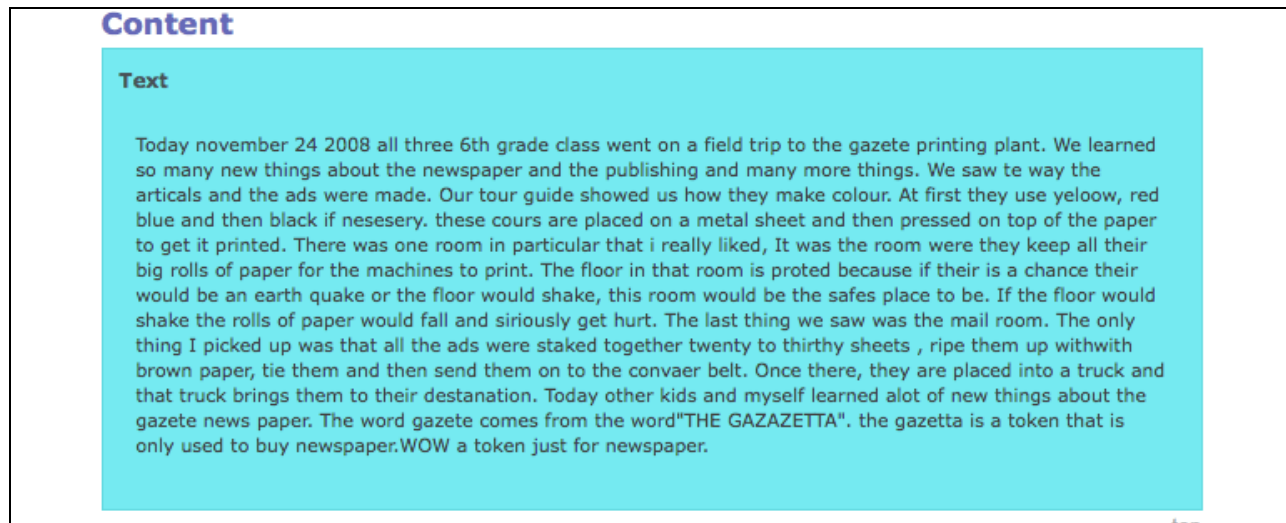 Content
Text
Today november 24 2008 all three 6th grade class went on a field trip to the gazete printing plant. We learned
so many new things about the newspaper and the publishing and many more things. We saw te way the
articals and the ads were made. Our tour guide showed us how they make colour. At first they use yeloow, red
blue and then black if nesesery. these cours are placed on a metal sheet and then pressed on top of the paper
to get it printed. There was one room in particular that i really liked, It was the room were they keep all their
big rolls of paper for the machines to print. The floor in that room is proted because if their is a chance their
would be an earth quake or the floor would shake, this room would be the safes place to be. If the floor would
shake the rolls of paper would fall and siriously get hurt. The last thing we saw was the mail room. The only
thing I picked up was that all the ads were staked together twenty to thirthy sheets , ripe them up withwith
brown paper, tie them and then send them on to the convaer belt. Once there, they are placed into a truck and
that truck brings them to their destanation. Today other kids and myself learned alot of new things about the
gazete news paper. The word gazete comes from the word"THE GAZAZETTA". the gazetta is a token that is
only used to buy newspaper.WOW a token just for newspaper.